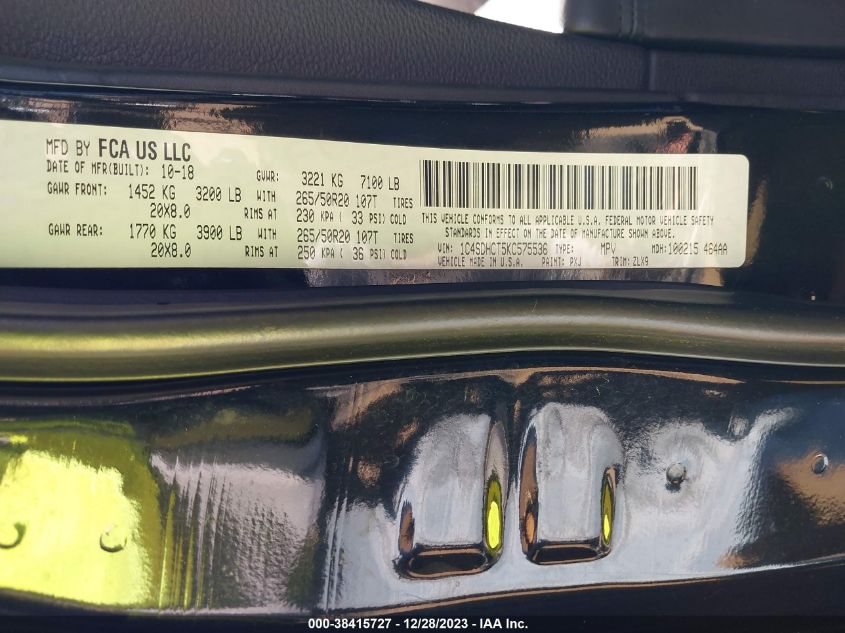 MFD BY FCA US LLC
DATE OF MFR(BUILT): 10-18 GVWR: 3221 KG 7100 LB
GAWR FRONT: 1452 KG 3200 LB WITH 265/50R20 107T TIRES
20X8.0 RIMS AT 230 KPA ( 33 PSI) COLD
GAWR REAR: 1770 KG 3900 LB WITH 265/50R20 107T TIRES
20X8.0 RIMS AT 250 KPA ( 36 PSI) COLD
THIS VEHICLE CONFORMS TO ALL APPLICABLE U.S.A. FEDERAL MOTOR VEHICLE SAFETY
STANDARDS IN EFFECT ON THE DATE OF MANUFACTURE SHOWN ABOVE.
VIN: 1C4SDHCT5KC575536 TYPE: MPV MDH: 100215 464AA
VEHICLE MADE IN U.S.A. PAINT: PXJ TRIM: ZLX9
000-38415727 - 12/28/2023 - IAA Inc.